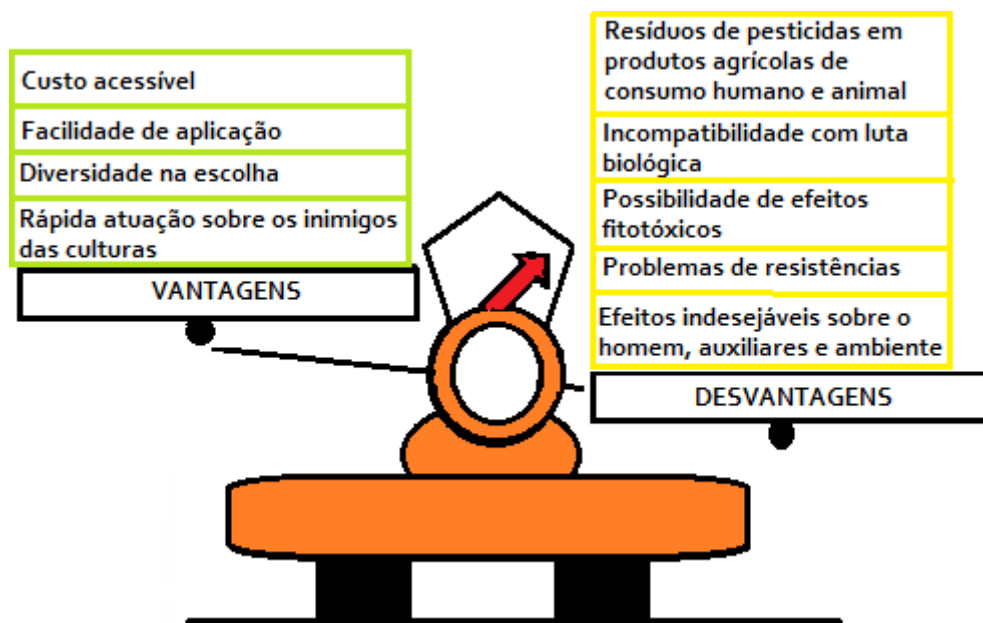 Custo acessível
Facilidade de aplicação
Diversidade na escolha
Rápida atuação sobre os inimigos
das culturas
VANTAGENS
Resíduos de pesticidas em
produtos agrícolas de
consumo humano e animal
Incompatibilidade com luta
biológica
Possibilidade de efeitos
fitotóxicos
Problemas de resistências
Efeitos indesejáveis sobre o
homem, auxiliares e ambiente
DESVANTAGENS